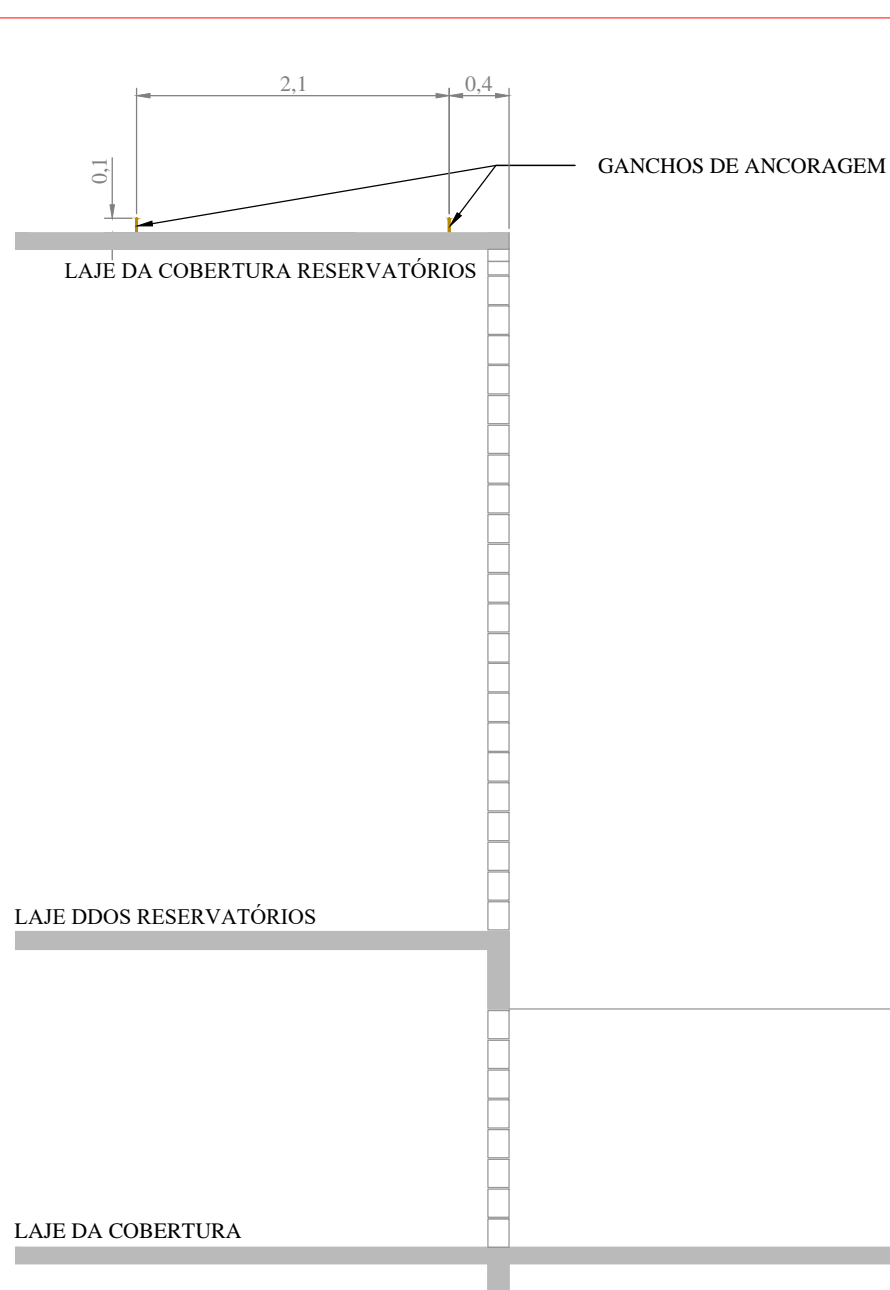 2,1
0,4
0,1
GANCHOS DE ANCORAGEM
LAJE DA COBERTURA RESERVATÓRIOS
LAJE DDOS RESERVATÓRIOS
LAJE DA COBERTURA